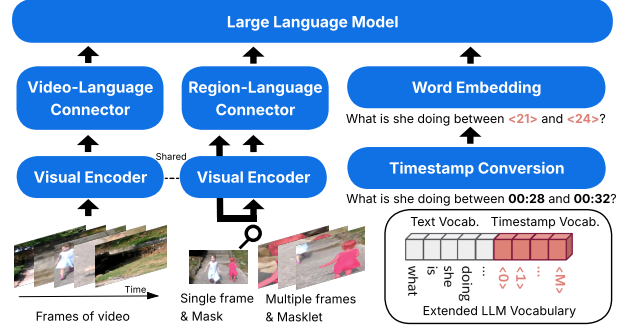 Large Language Model
Video-Language
Connector
Region-Language
Connector
Word Embedding
What is she doing between <21> and <24>?
Shared
Visual Encoder
Visual Encoder
Timestamp Conversion
What is she doing between 00:28 and 00:32?
Text Vocab. Timestamp Vocab.
what
is
she
doing
...
<0>
<1>
...
<M>
Extended LLM Vocabulary
Time
Frames of video
Single frame
& Mask
Multiple frames
& Masklet